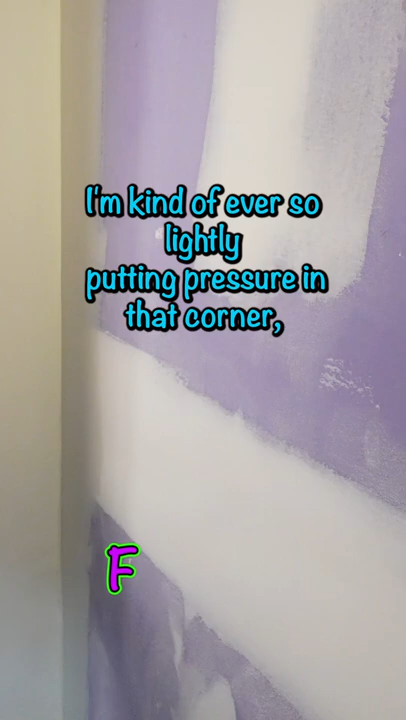 I'm kind of ever so
lightly
putting pressure in
that corner,
F